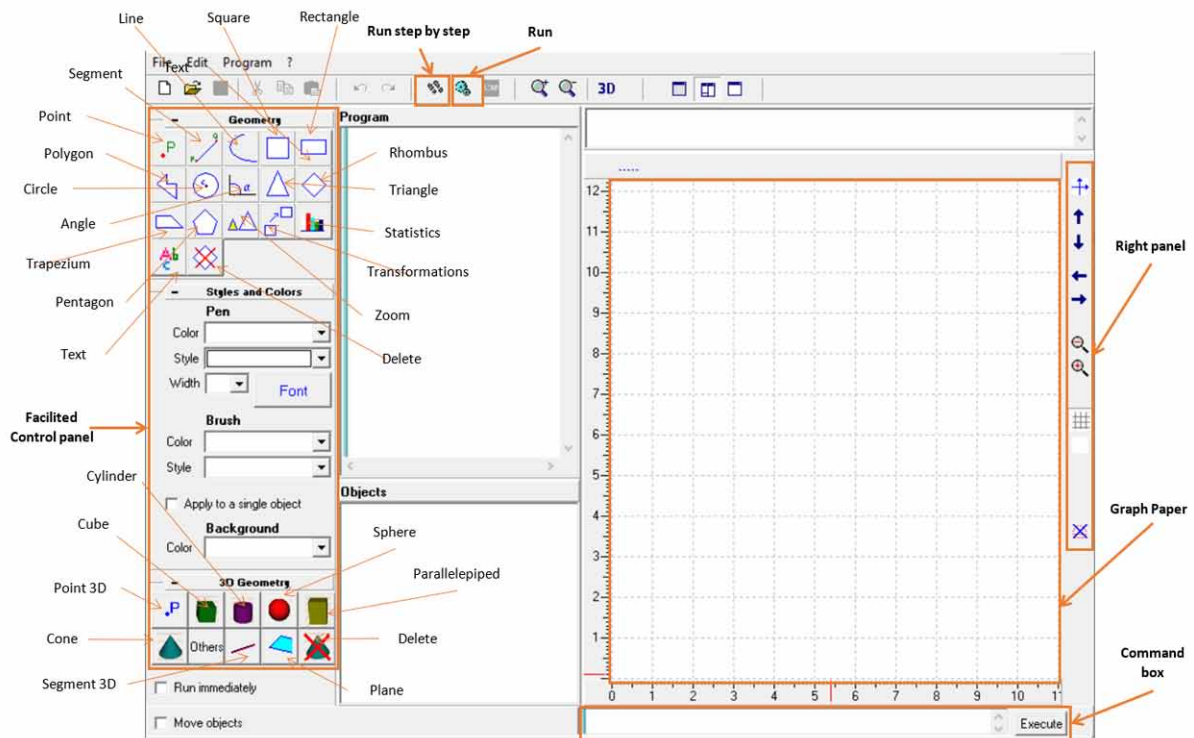 Line
Square
Rectangle
Run step by step
Run
File Edit Program ?
Text
Segment
3D
Point
Geometry
Program
P
P
Q
Polygon
Rhombus
Circle
c
α
Triangle
Angle
Statistics
Trapezium
A b c
Transformations
Pentagon
Styles and Colors
Pen
Zoom
Color
Text
Style
Delete
Width
Font
Facilited
Control panel
Brush
Color
Style
Cylinder
Objects
Apply to a single object
Cube
Background
Color
Sphere
Point 3D
3D Geometry
Parallelepiped
P
Cone
Others
Delete
Segment 3D
Plane
Run immediately
Move objects
12
11
10
9
8
7
6
5
4
3
2
1
0 1 2 3 4 5 6 7 8 9 10 11
Right panel
Graph Paper
Command
box
Execute